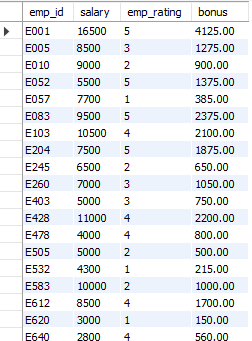 emp_id salary emp_rating bonus
E001 16500 5 4125.00
E005 8500 3 1275.00
E010 9000 2 900.00
E052 5500 5 1375.00
E057 7700 1 385.00
E083 9500 5 2375.00
E103 10500 4 2100.00
E204 7500 5 1875.00
E245 6500 2 650.00
E260 7000 3 1050.00
E403 5000 3 750.00
E428 11000 4 2200.00
E478 4000 4 800.00
E505 5000 2 500.00
E532 4300 1 215.00
E583 10000 2 1000.00
E612 8500 4 1700.00
E620 3000 1 150.00
E640 2800 4 560.00